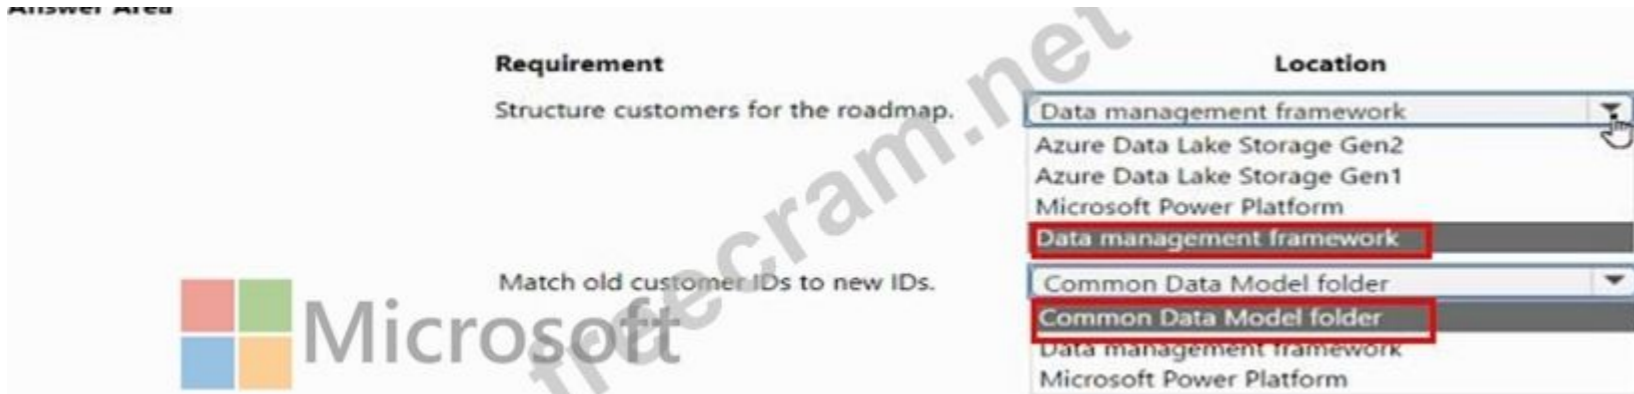 Answer Area
Requirement
Location
Structure customers for the roadmap.
Data management framework
Azure Data Lake Storage Gen2
Azure Data Lake Storage Gen1
Microsoft Power Platform
Data management framework
Match old customer IDs to new IDs.
Common Data Model folder
Common Data Model folder
Data management framework
Microsoft Power Platform
Microsoft
freecram.net